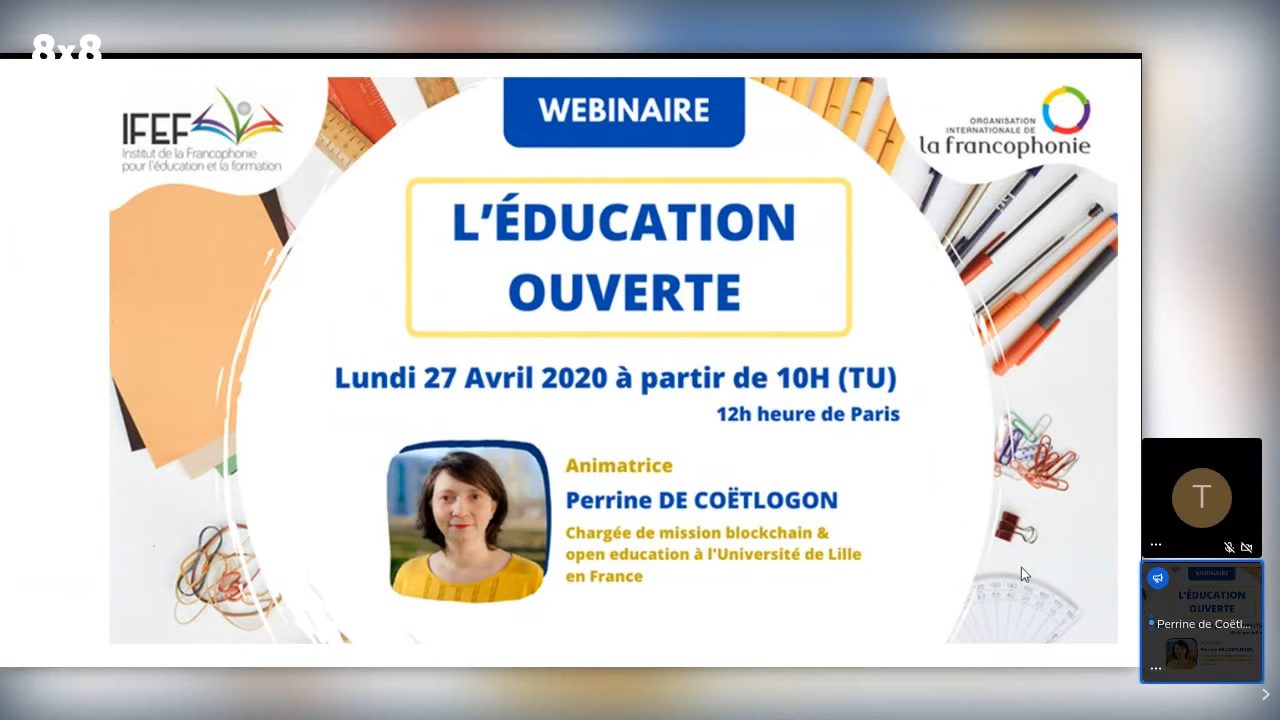 8x8
WEBINAIRE
IFEF
Institut de la Francophonie
pour l'éducation et la formation
ORGANISATION
INTERNATIONALE DE
la francophonie
L'ÉDUCATION
OUVERTE
Lundi 27 Avril 2020 à partir de 10H (TU)
12h heure de Paris
Animatrice
Perrine DE COËTLOGON
Chargée de mission blockchain &
open education à l'Université de Lille
en France
T
WEBINAIRE
L'ÉDUCATION
OUVERTE
Perrine de Coëtl...